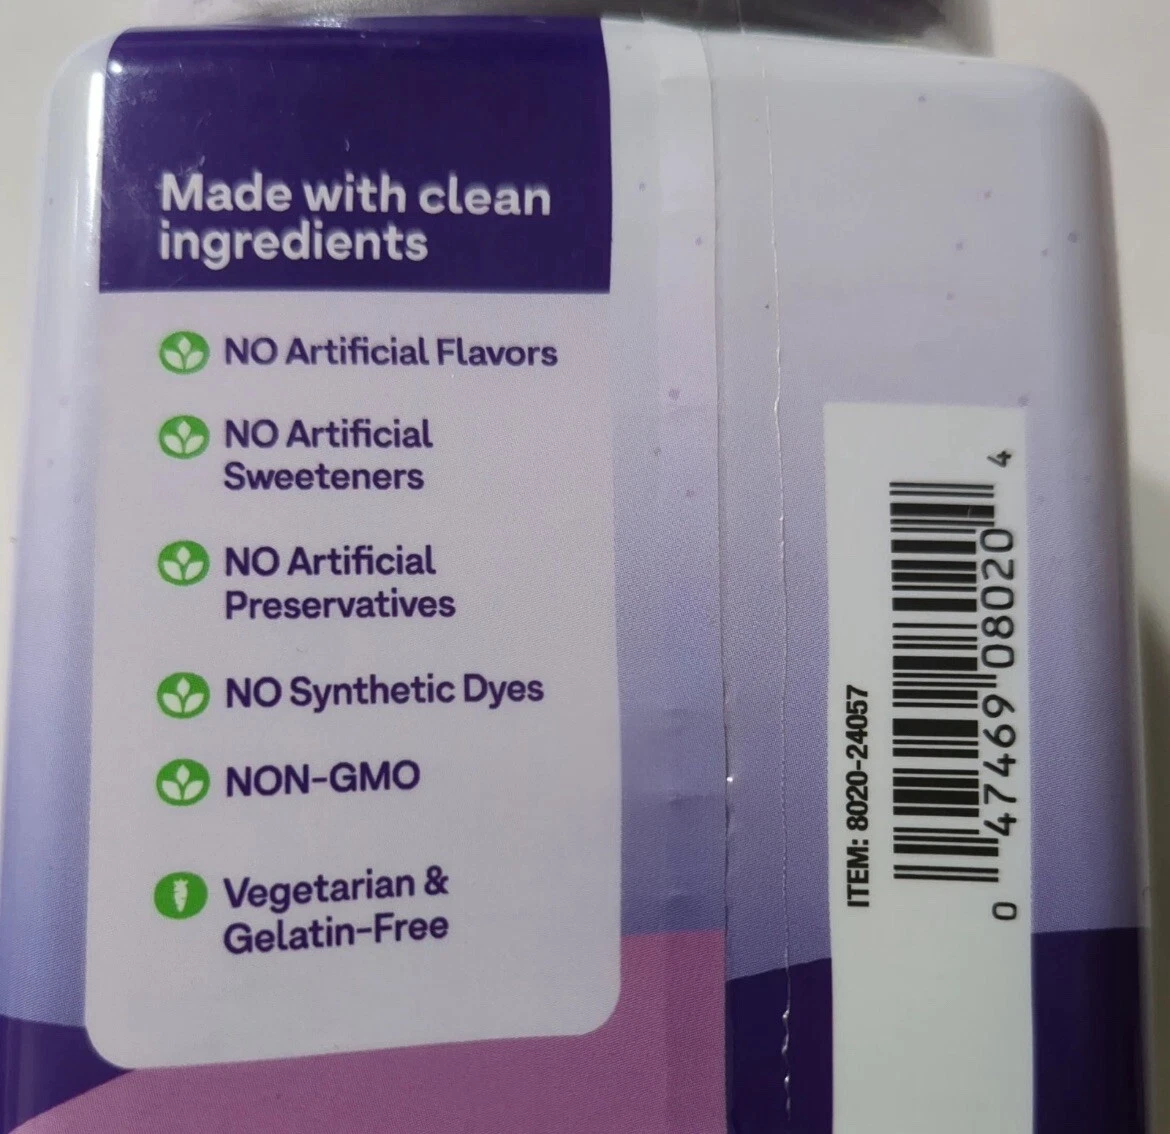 Made with clean
ingredients
NO Artificial Flavors
NO Artificial
Sweeteners
NO Artificial
Preservatives
NO Synthetic Dyes
NON-GMO
Vegetarian &
Gelatin-Free
ITEM: 8020-24057
0 47469 08020 4